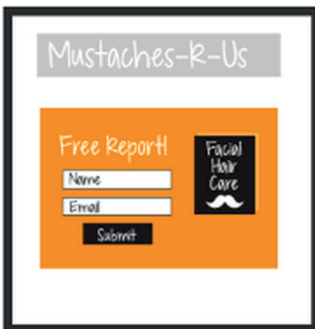 Mustaches-R-Us
Free Report!
Name
Email
Submit
Facial
Hair
Care